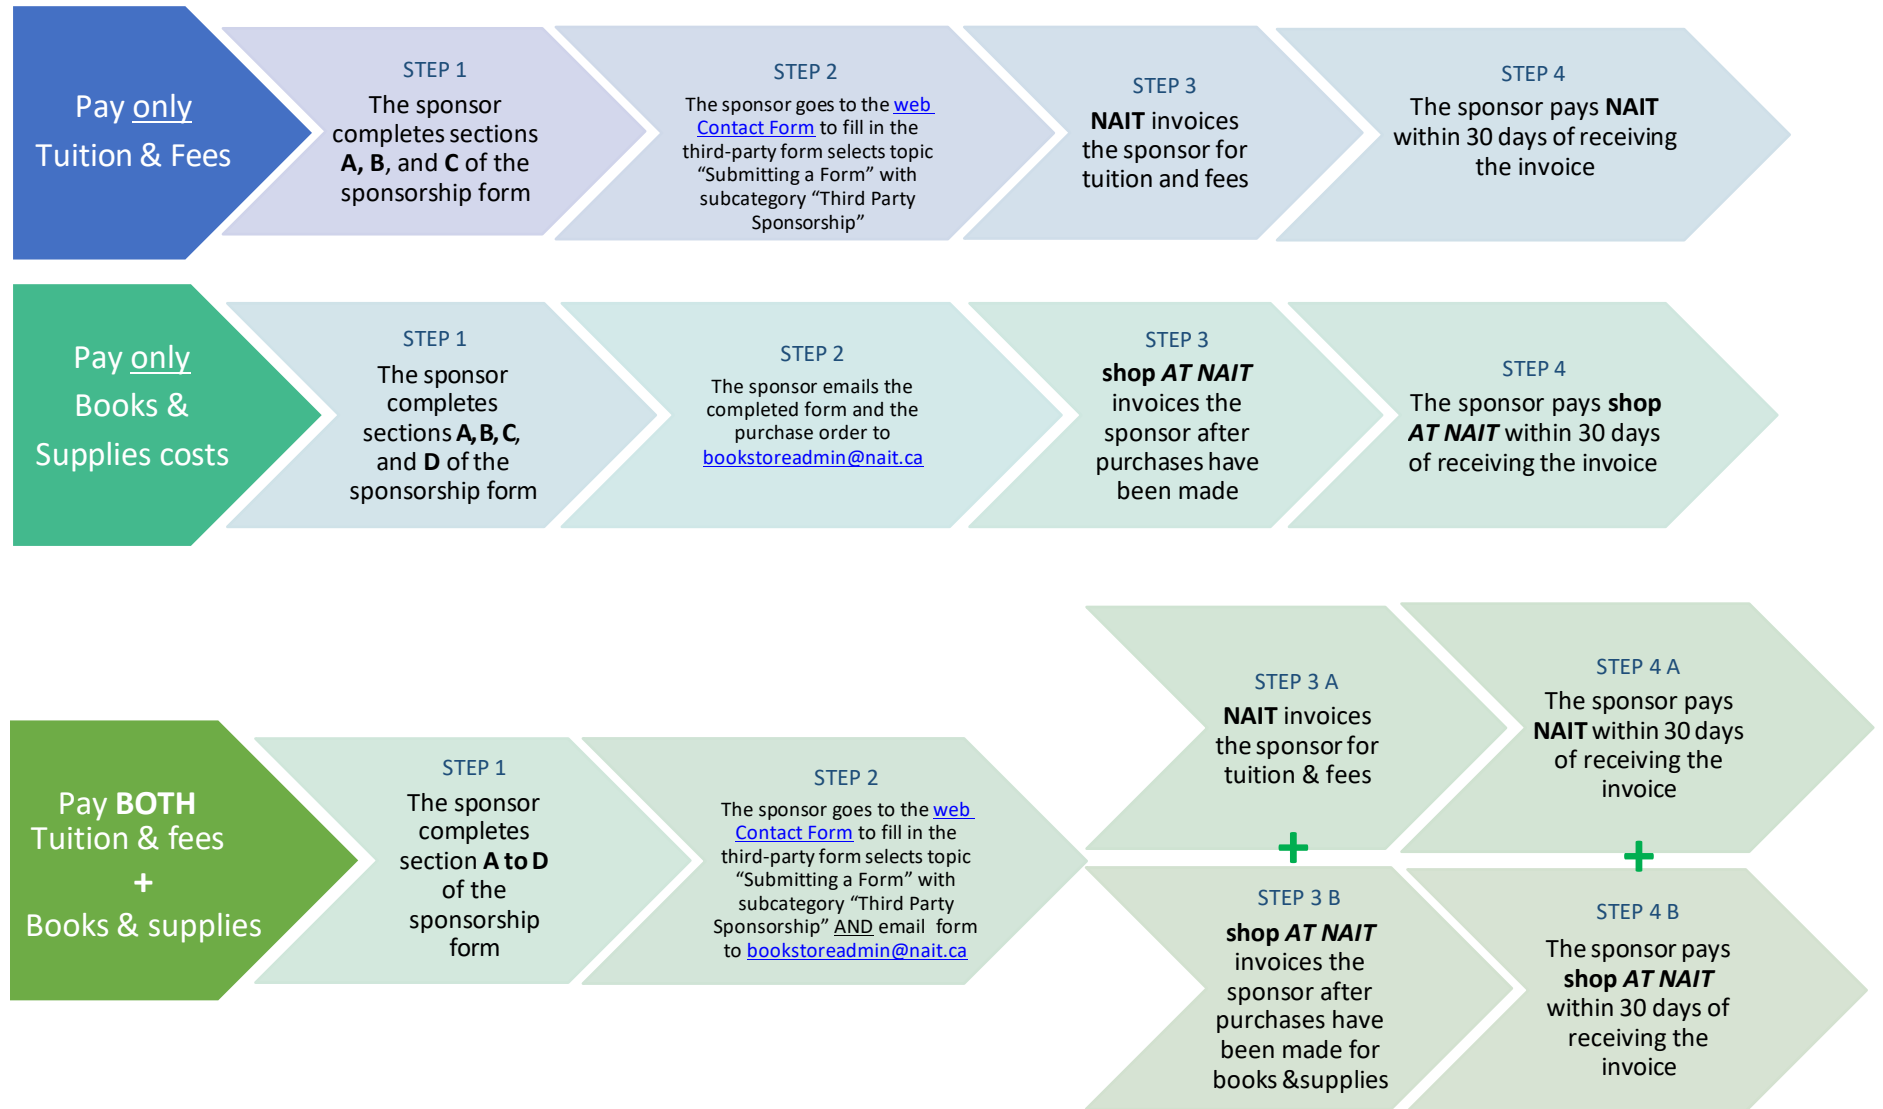 Pay only
Tuition & Fees
STEP 1
The sponsor
completes sections
A, B, and C of the
sponsorship form
STEP 2
The sponsor goes to the web
Contact Form to fill in the
third-party form selects topic
“Submitting a Form” with
subcategory “Third Party
Sponsorship”
STEP 3
NAIT invoices
the sponsor for
tuition and fees
STEP 4
The sponsor pays NAIT
within 30 days of receiving
the invoice
Pay only
Books &
Supplies costs
STEP 1
The sponsor
completes
sections A, B, C,
and D of the
sponsorship form
STEP 2
The sponsor emails the
completed form and the
purchase order to
bookstoreadmin@nait.ca
STEP 3
shop AT NAIT
invoices the
sponsor after
purchases have
been made
STEP 4
The sponsor pays shop
AT NAIT within 30 days
of receiving the invoice
Pay BOTH
Tuition & fees
+
Books & supplies
STEP 1
The sponsor
completes
section A to D
of the
sponsorship
form
STEP 2
The sponsor goes to the web
Contact Form to fill in the
third-party form selects topic
“Submitting a Form” with
subcategory “Third Party
Sponsorship” AND email form
to bookstoreadmin@nait.ca
STEP 3 A
NAIT invoices
the sponsor for
tuition & fees
+
STEP 3 B
shop AT NAIT
invoices the
sponsor after
purchases have
been made for
books &supplies
STEP 4 A
The sponsor pays
NAIT within 30 days
of receiving the
invoice
+
STEP 4 B
The sponsor pays
shop AT NAIT
within 30 days of
receiving the
invoice